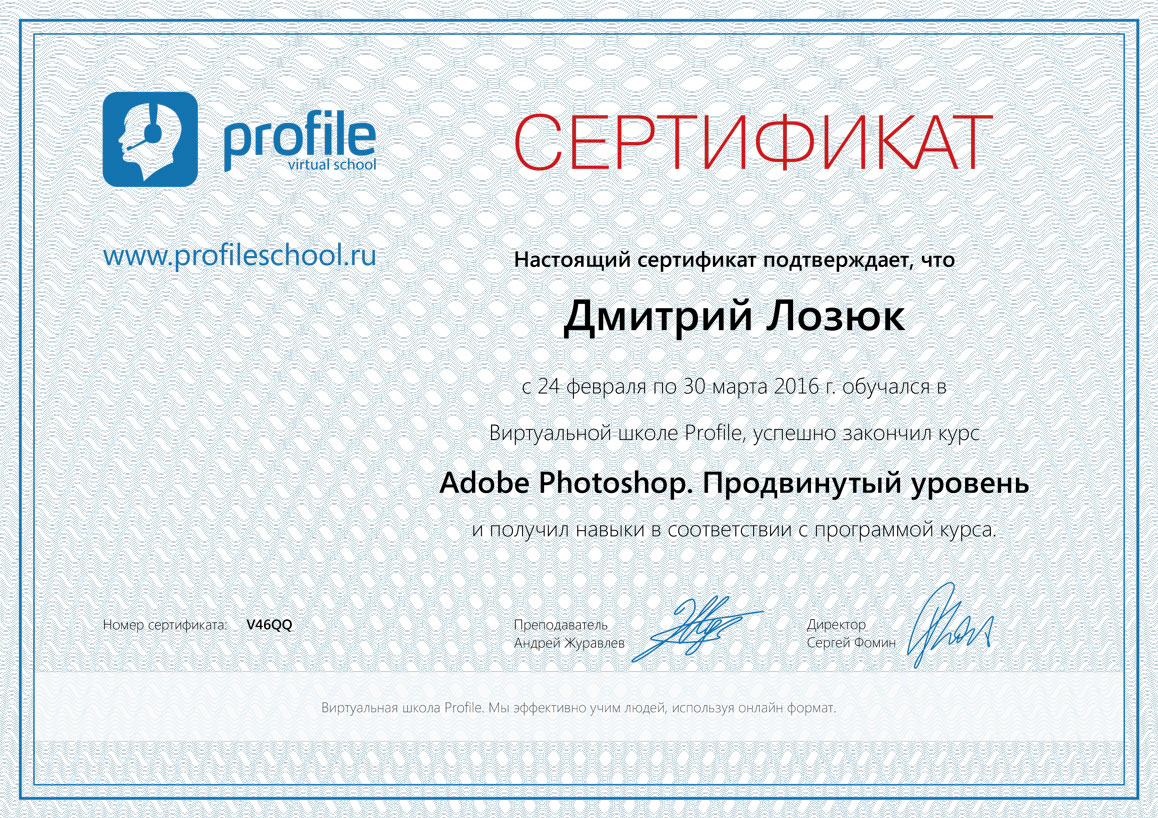 profile
virtual school
СЕРТИФИКАТ
www.profileschool.ru
Настоящий сертификат подтверждает, что
Дмитрий Лозюк
с 24 февраля по 30 марта 2016 г. обучался в
Виртуальной школе Profile, успешно закончил курс
Adobe Photoshop. Продвинутый уровень
и получил навыки в соответствии с программой курса.
Номер сертификата: V46QQ
Преподаватель
Андрей Журавлев
Директор
Сергей Фомин
Виртуальная школа Profile. Мы эффективно учим людей, используя онлайн формат.